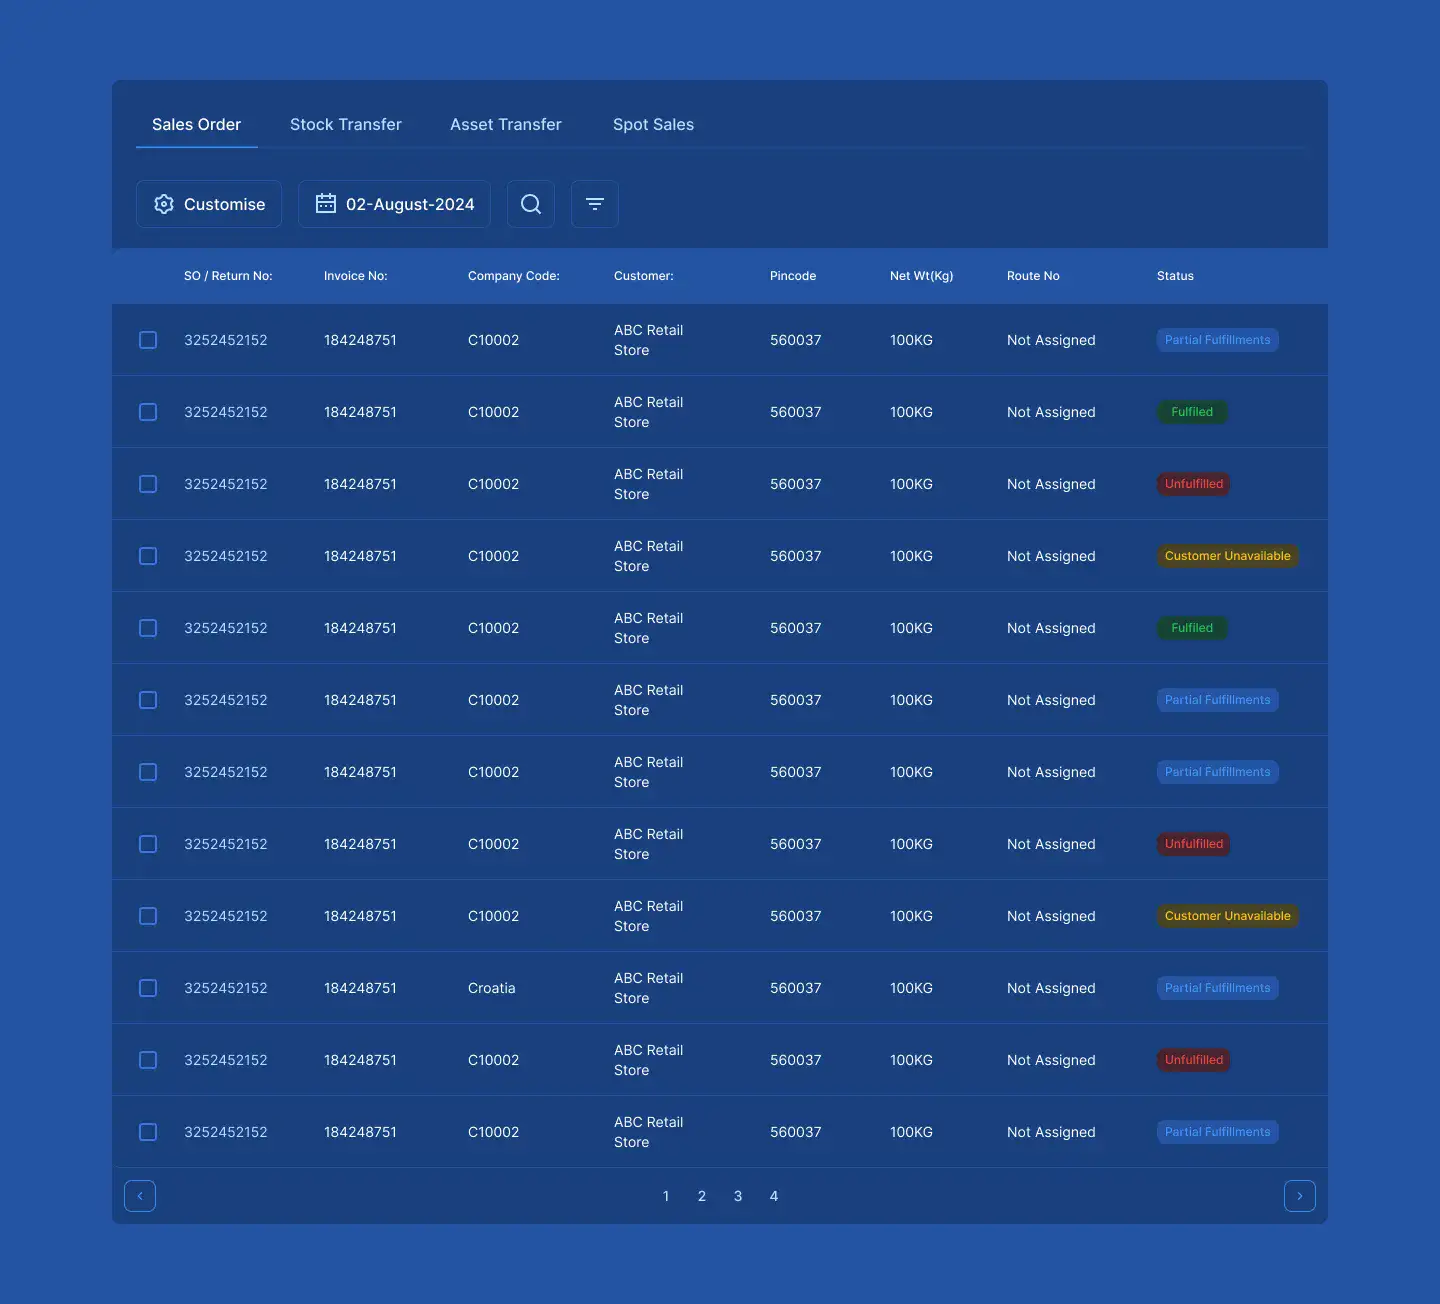 Sales Order Stock Transfer Asset Transfer Spot Sales
Customise 02-August-2024
SO / Return No: Invoice No: Company Code: Customer: Pincode Net Wt(Kg) Route No Status
3252452152 184248751 C10002 ABC Retail Store 560037 100KG Not Assigned Partial Fulfillments
3252452152 184248751 C10002 ABC Retail Store 560037 100KG Not Assigned Fulfiled
3252452152 184248751 C10002 ABC Retail Store 560037 100KG Not Assigned Unfulfilled
3252452152 184248751 C10002 ABC Retail Store 560037 100KG Not Assigned Customer Unavailable
3252452152 184248751 C10002 ABC Retail Store 560037 100KG Not Assigned Fulfiled
3252452152 184248751 C10002 ABC Retail Store 560037 100KG Not Assigned Partial Fulfillments
3252452152 184248751 C10002 ABC Retail Store 560037 100KG Not Assigned Partial Fulfillments
3252452152 184248751 C10002 ABC Retail Store 560037 100KG Not Assigned Unfulfilled
3252452152 184248751 C10002 ABC Retail Store 560037 100KG Not Assigned Customer Unavailable
3252452152 184248751 Croatia ABC Retail Store 560037 100KG Not Assigned Partial Fulfillments
3252452152 184248751 C10002 ABC Retail Store 560037 100KG Not Assigned Unfulfilled
3252452152 184248751 C10002 ABC Retail Store 560037 100KG Not Assigned Partial Fulfillments
1 2 3 4